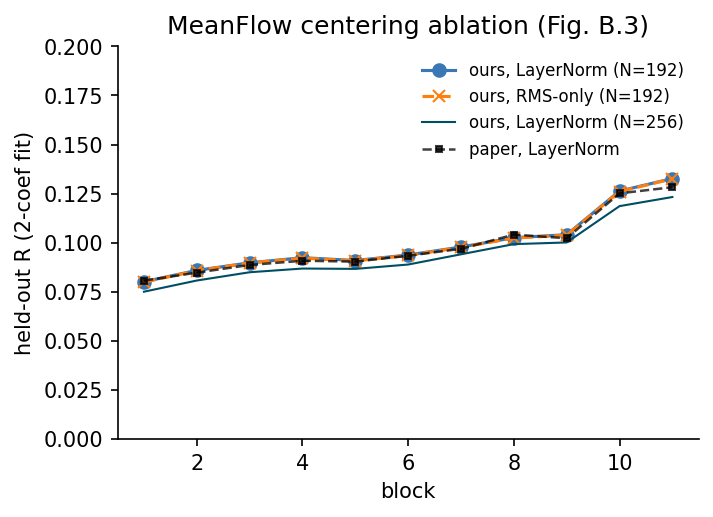 MeanFlow centering ablation (Fig. B.3)
ours, LayerNorm (N=192)
ours, RMS-only (N=192)
ours, LayerNorm (N=256)
paper, LayerNorm
held-out R (2-coef fit)
0.200
0.175
0.150
0.125
0.100
0.075
0.050
0.025
0.000
2 4 6 8 10
block